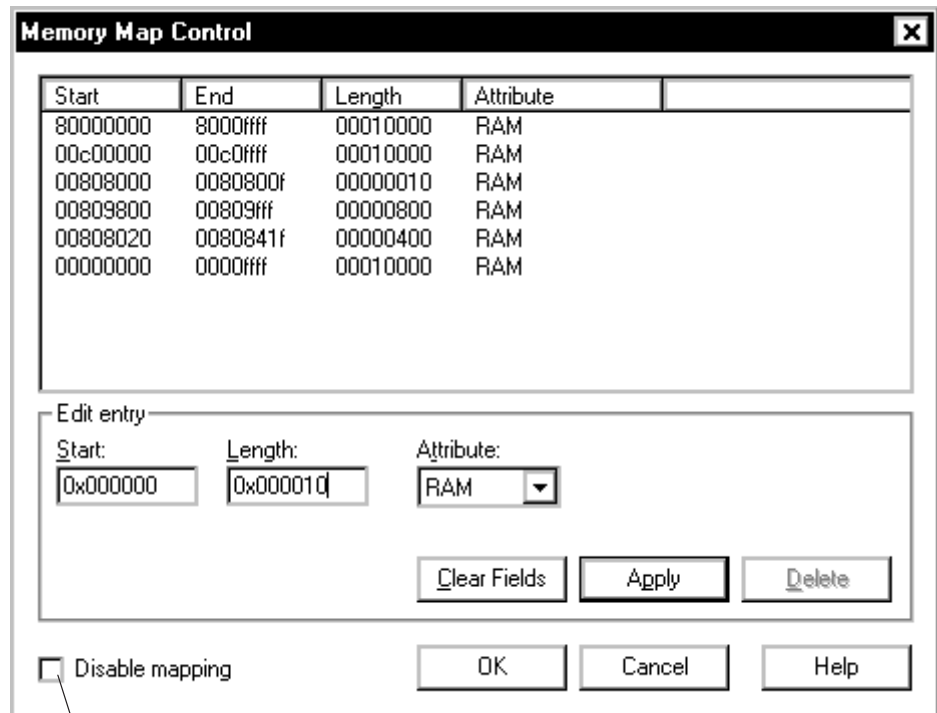 Memory Map Control
Start End Length Attribute
80000000 8000ffff 00010000 RAM
00c00000 00c0ffff 00010000 RAM
00808000 0080800f 00000010 RAM
00809800 00809fff 00000800 RAM
00808020 0080841f 00000400 RAM
00000000 0000ffff 00010000 RAM
Edit entry
Start: Length: Attribute:
0x000000 0x000010 RAM
Clear Fields Apply Delete
Disable mapping OK Cancel Help